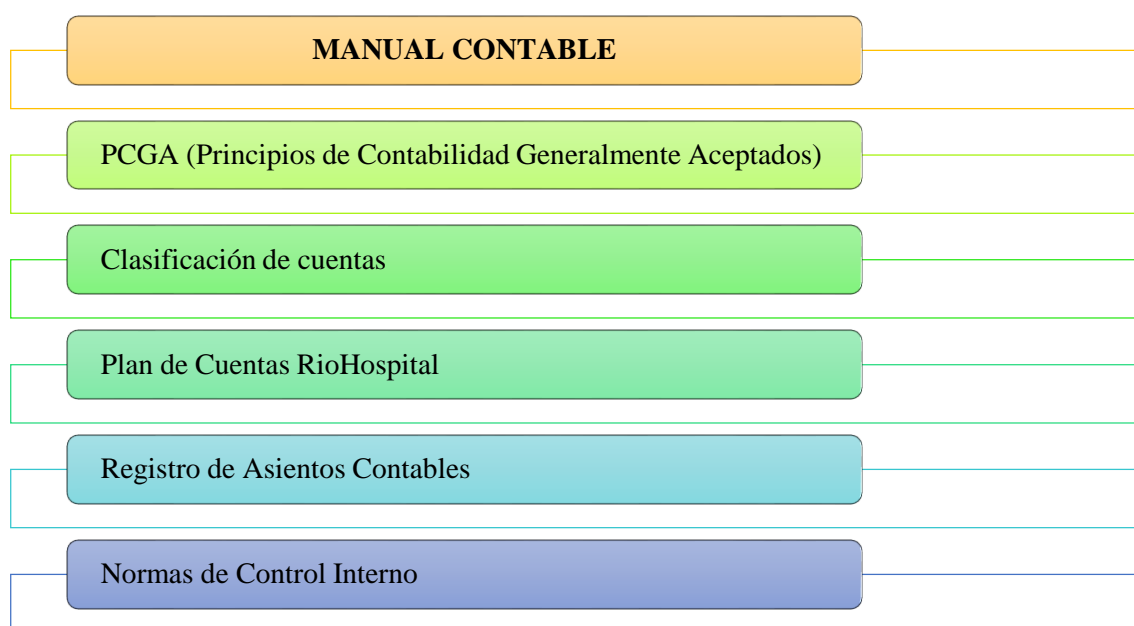 MANUAL CONTABLE
PCGA (Principios de Contabilidad Generalmente Aceptados)
Clasificación de cuentas
Plan de Cuentas RioHospital
Registro de Asientos Contables
Normas de Control Interno